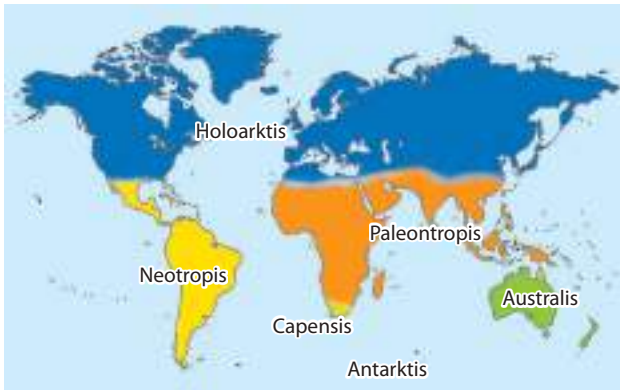 Holoarktis
Paleontropis
Neotropis
Australis
Capensis
Antarktis